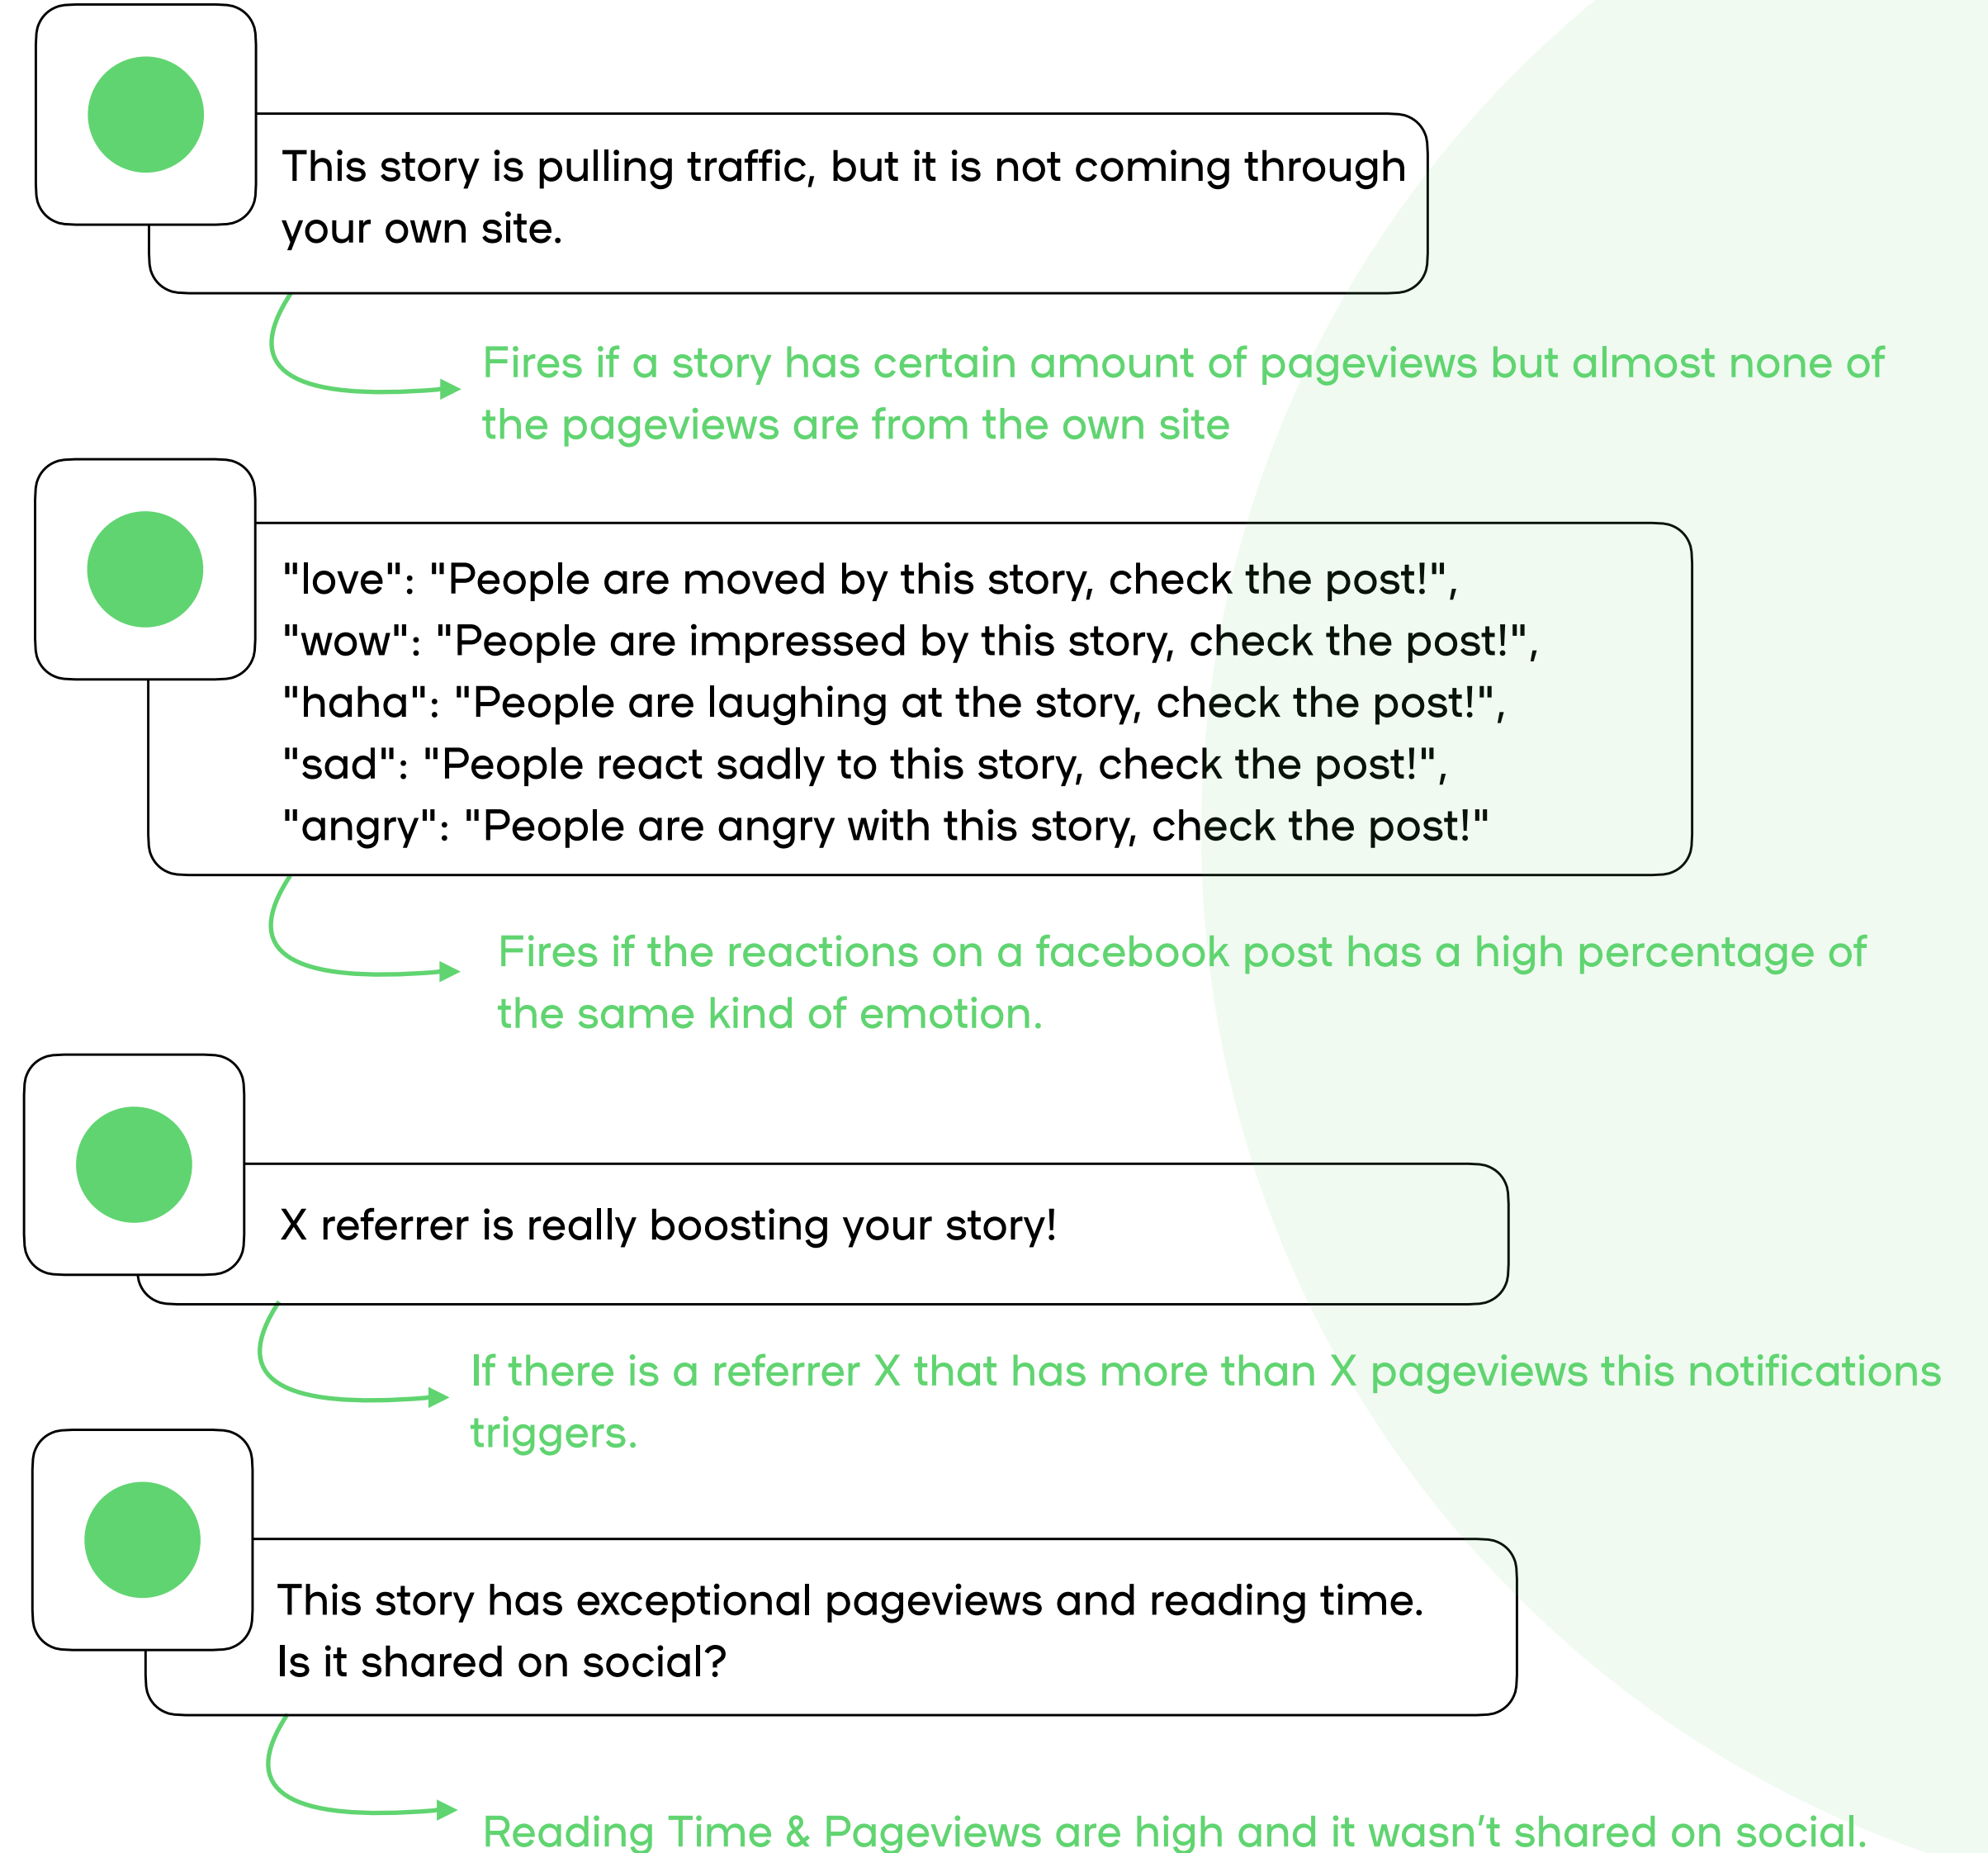 This story is pulling traffic, but it is not coming through
your own site.
Fires if a story has certain amount of pageviews but almost none of
the pageviews are from the own site
"love": "People are moved by this story, check the post!",
"wow": "People are impressed by this story, check the post!",
"haha": "People are laughing at the story, check the post!",
"sad": "People react sadly to this story, check the post!",
"angry": "People are angry with this story, check the post!"
Fires if the reactions on a facebook post has a high percentage of
the same kind of emotion.
X referrer is really boosting your story!
If there is a referrer X that has more than X pageviews this notifications
triggers.
This story has exceptional pageviews and reading time.
Is it shared on social?
Reading Time & Pageviews are high and it wasn’t shared on social.